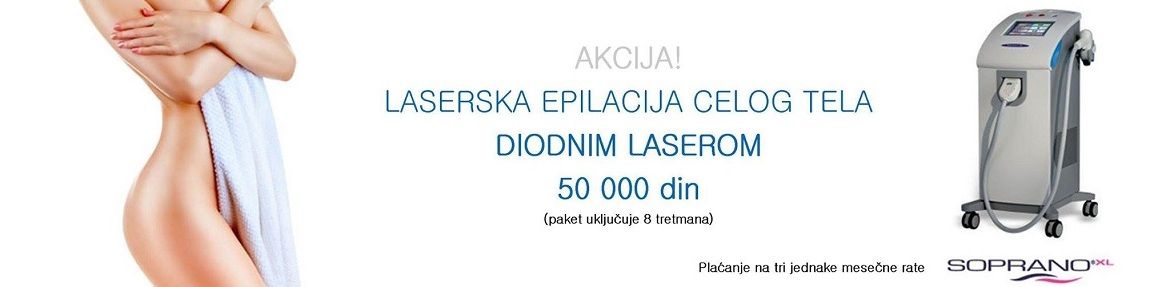 AKCIJA!
LASERSKA EPILACIJA CELOG TELA
DIODNIM LASEROM
50 000 din
(paket uključuje 8 tretmana)
Plaćanje na tri jednake mesečne rate
SOPRANO XL